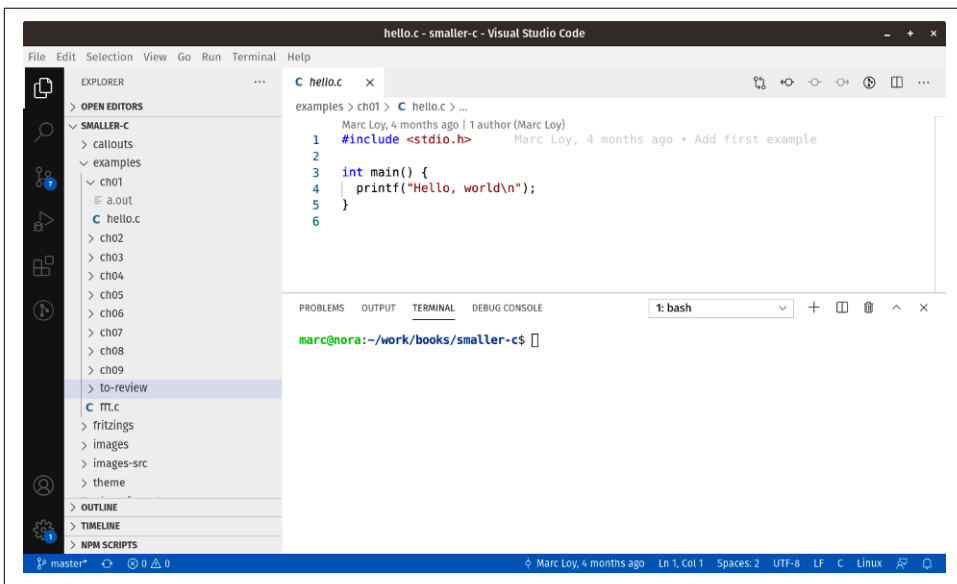 hello.c - smaller-c - Visual Studio Code
File Edit Selection View Go Run Terminal Help
EXPLORER
OPEN EDITORS
SMALLER-C
callouts
examples
ch01
a.out
C hello.c
ch02
ch03
ch04
ch05
ch06
ch07
ch08
ch09
to-review
C fft.c
fritzings
images
images-src
theme
OUTLINE
TIMELINE
NPM SCRIPTS
7
1
C hello.c
examples > ch01 > C hello.c > ...
Marc Loy, 4 months ago | 1 author (Marc Loy)
1 #include <stdio.h> Marc Loy, 4 months ago • Add first example
2
3 int main() {
4 printf("Hello, world\n");
5 }
6
PROBLEMS OUTPUT TERMINAL DEBUG CONSOLE 1: bash
marc@nora:~/work/books/smaller-c$
master* 0 0 Marc Loy, 4 months ago Ln 1, Col 1 Spaces: 2 UTF-8 LF C Linux